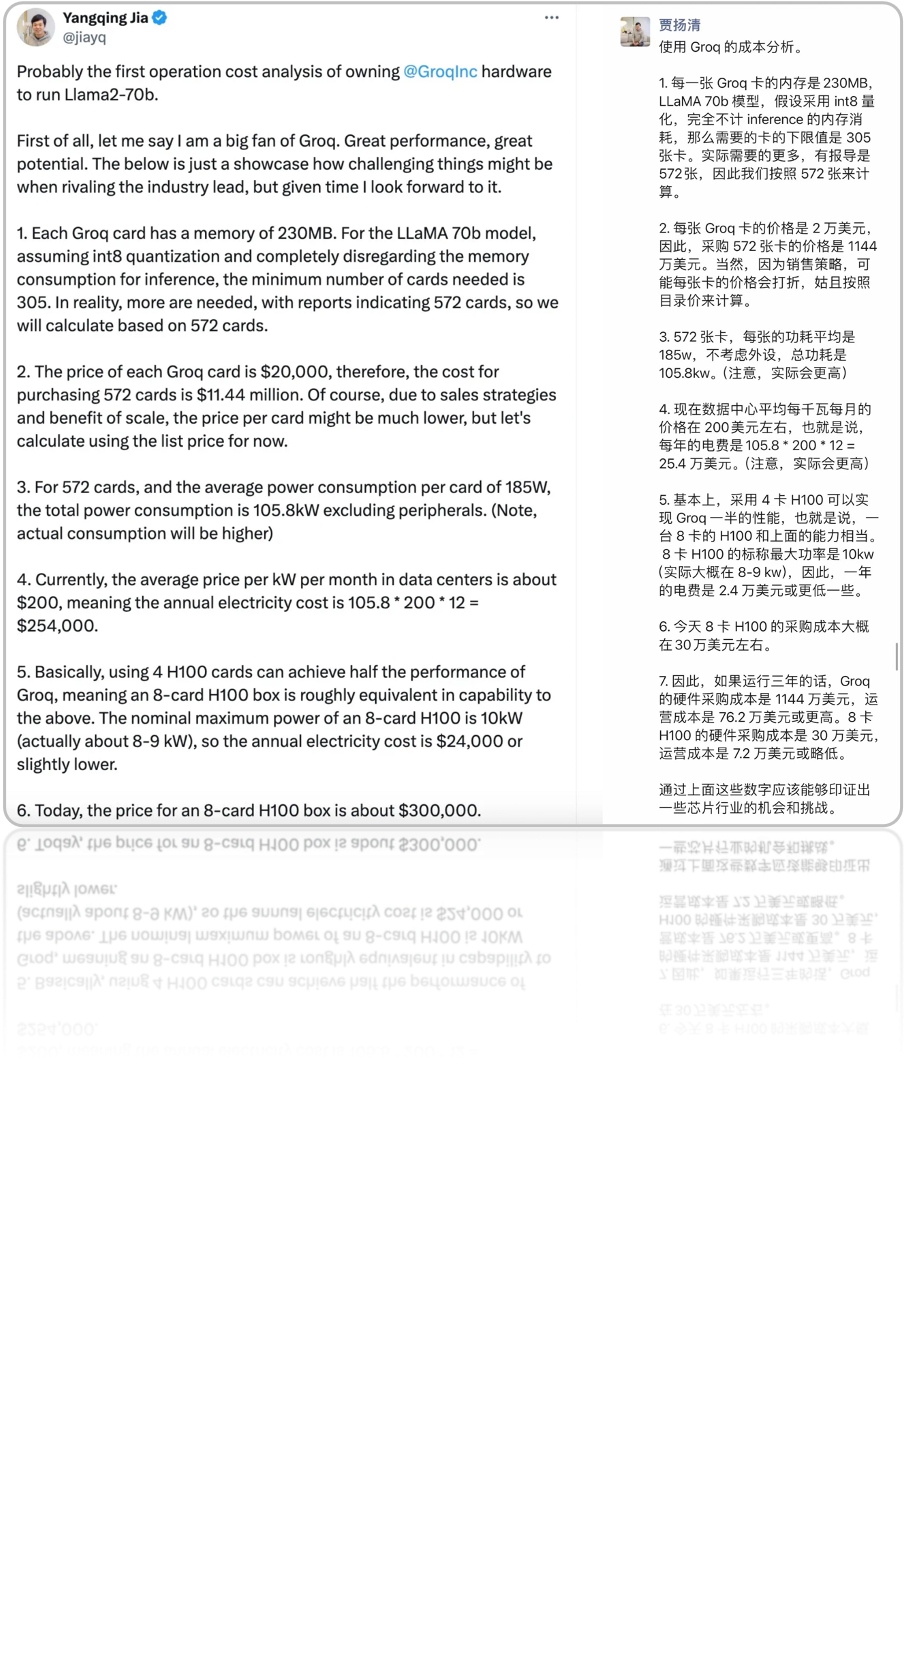 Yangqing Jia
@jiayq
Probably the first operation cost analysis of owning @GroqInc hardware
to run Llama2-70b.
First of all, let me say I am a big fan of Groq. Great performance, great
potential. The below is just a showcase how challenging things might be
when rivaling the industry lead, but given time I look forward to it.
1. Each Groq card has a memory of 230MB. For the LLaMA 70b model,
assuming int8 quantization and completely disregarding the memory
consumption for inference, the minimum number of cards needed is
305. In reality, more are needed, with reports indicating 572 cards, so we
will calculate based on 572 cards.
2. The price of each Groq card is $20,000, therefore, the cost for
purchasing 572 cards is $11.44 million. Of course, due to sales strategies
and benefit of scale, the price per card might be much lower, but let's
calculate using the list price for now.
3. For 572 cards, and the average power consumption per card of 185W,
the total power consumption is 105.8kW excluding peripherals. (Note,
actual consumption will be higher)
4. Currently, the average price per kW per month in data centers is about
$200, meaning the annual electricity cost is 105.8 * 200 * 12 =
$254,000.
5. Basically, using 4 H100 cards can achieve half the performance of
Groq, meaning an 8-card H100 box is roughly equivalent in capability to
the above. The nominal maximum power of an 8-card H100 is 10kW
(actually about 8-9 kW), so the annual electricity cost is $24,000 or
slightly lower.
6. Today, the price for an 8-card H100 box is about $300,000.
贾扬清
使用 Groq 的成本分析。
1. 每一张 Groq 卡的内存是 230MB，
LLaMA 70b 模型，假设采用 int8 量
化，完全不计 inference 的内存消
耗，那么需要的卡的下限值是 305
张卡。实际需要的更多，有报导是
572张，因此我们按照 572 张来计
算。
2. 每张 Groq 卡的价格是 2 万美元，
因此，采购 572 张卡的价格是 1144
万美元。当然，因为销售策略，可
能每张卡的价格会打折，姑且按照
目录价来计算。
3. 572 张卡，每张的功耗平均是
185w，不考虑外设，总功耗是
105.8kw。（注意，实际会更高）
4. 现在数据中心平均每千瓦每月的
价格在 200 美元左右，也就是说，
每年的电费是 105.8 * 200 * 12 =
25.4 万美元。（注意，实际会更高）
5. 基本上，采用 4 卡 H100 可以实
现 Groq 一半的性能，也就是说，一
台 8 卡的 H100 和上面的能力相当。
8 卡 H100 的标称最大功率是 10kw
(实际大概在 8-9 kw)，因此，一年
的电费是 2.4 万美元或更低一些。
6. 今天 8 卡 H100 的采购成本大概
在 30 万美元左右。
7. 因此，如果运行三年的话，Groq
的硬件采购成本是 1144 万美元，运
营成本是 76.2 万美元或更高。8 卡
H100 的硬件采购成本是 30 万美元，
运营成本是 7.2 万美元或略低。
通过上面这些数字应该能够印证出
一些芯片行业的机会和挑战。